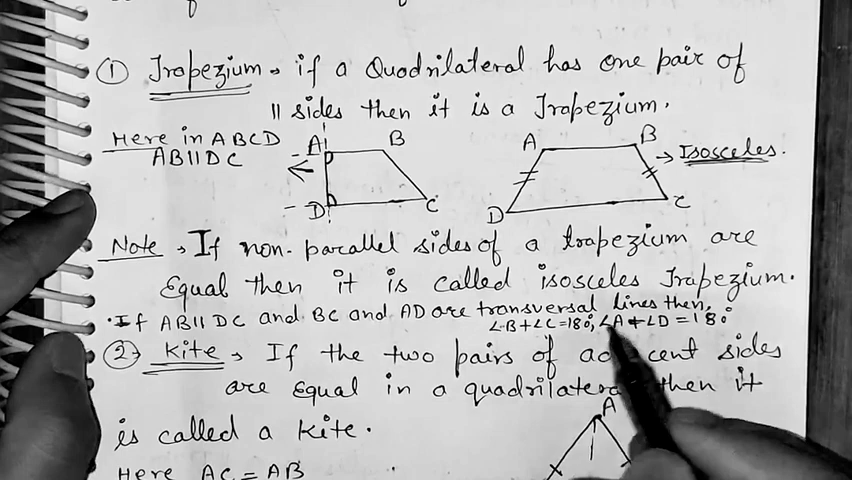 of
① Trapezium → if a Quodrilateral has one pair of
|| sides then it is a Trapezium.
Here in ABCD
AB || DC
A B
D C
A B
D C
→ Isosceles.
Note → If non-parallel sides of a trapezium are
Equal then it is called isosceles Trapezium.
• If AB || DC and BC and AD are transversal lines then,
∠B+∠C=180°, ∠A+∠D=180°
② Kite → If the two pairs of adjacent sides
are Equal in a quodrilateral then it
is called a Kite.
A
Here AC = AB